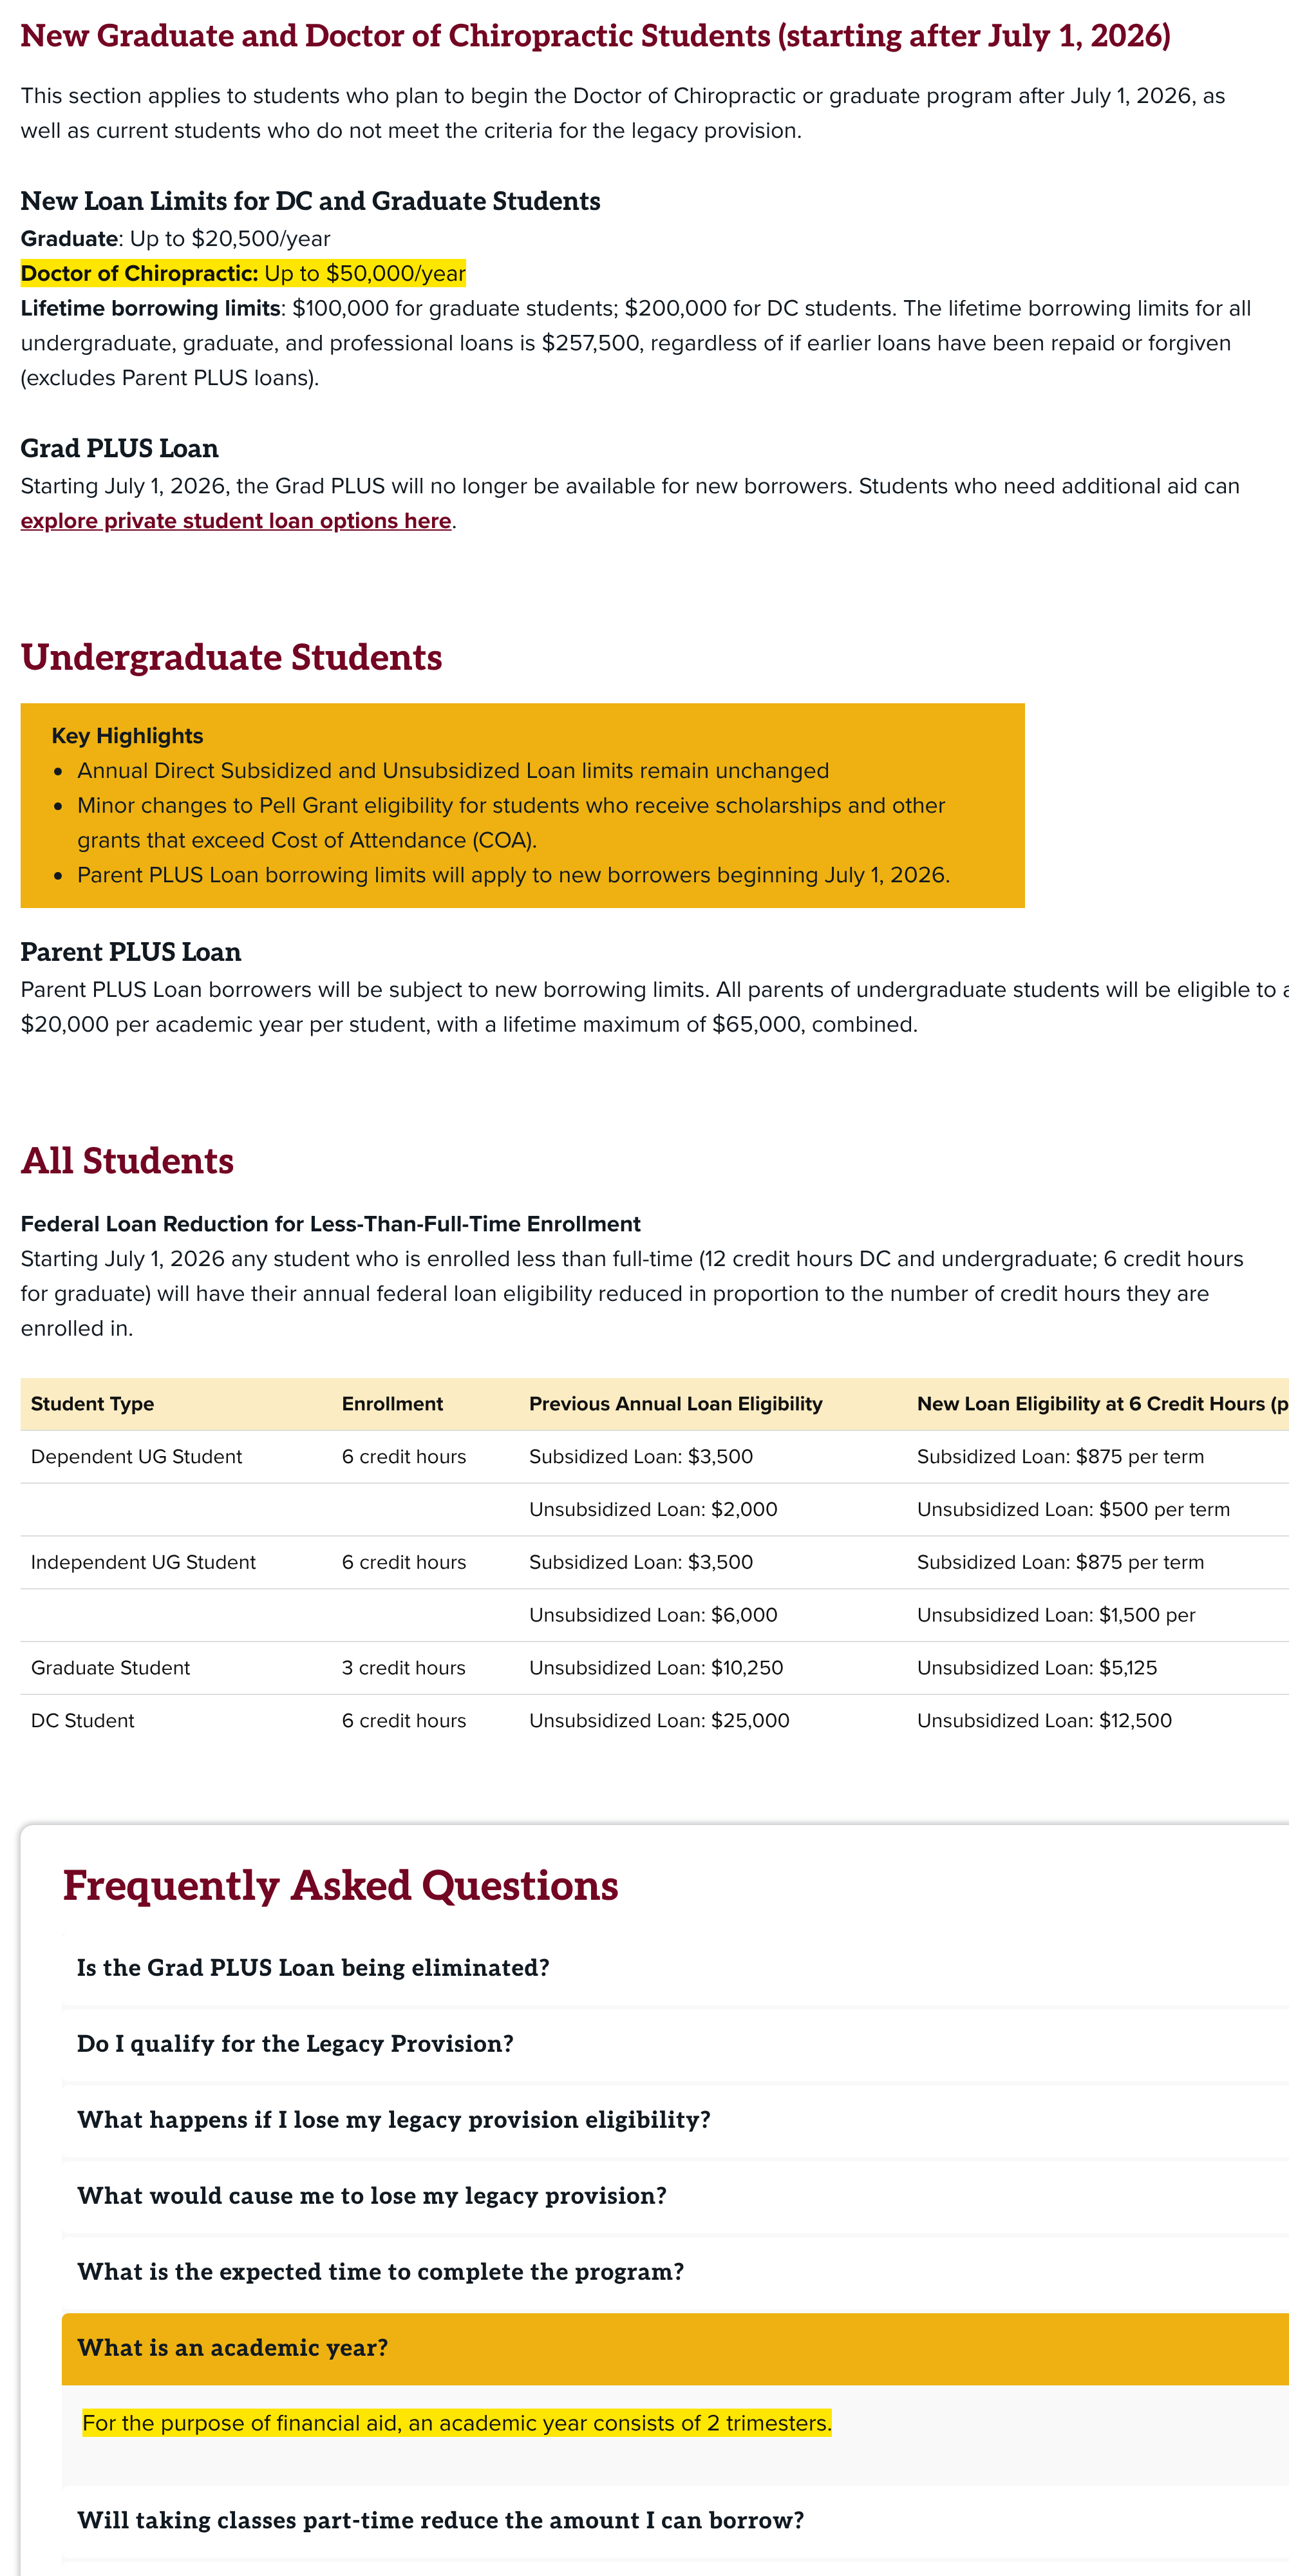 New Graduate and Doctor of Chiropractic Students (starting after July 1, 2026)
This section applies to students who plan to begin the Doctor of Chiropractic or graduate program after July 1, 2026, as
well as current students who do not meet the criteria for the legacy provision.
New Loan Limits for DC and Graduate Students
Graduate: Up to $20,500/year
Doctor of Chiropractic: Up to $50,000/year
Lifetime borrowing limits: $100,000 for graduate students; $200,000 for DC students. The lifetime borrowing limits for all
undergraduate, graduate, and professional loans is $257,500, regardless of if earlier loans have been repaid or forgiven
(excludes Parent PLUS loans).
Grad PLUS Loan
Starting July 1, 2026, the Grad PLUS will no longer be available for new borrowers. Students who need additional aid can
explore private student loan options here.
Undergraduate Students
Key Highlights
• Annual Direct Subsidized and Unsubsidized Loan limits remain unchanged
• Minor changes to Pell Grant eligibility for students who receive scholarships and other
grants that exceed Cost of Attendance (COA).
• Parent PLUS Loan borrowing limits will apply to new borrowers beginning July 1, 2026.
Parent PLUS Loan
Parent PLUS Loan borrowers will be subject to new borrowing limits. All parents of undergraduate students will be eligible to
$20,000 per academic year per student, with a lifetime maximum of $65,000, combined.
All Students
Federal Loan Reduction for Less-Than-Full-Time Enrollment
Starting July 1, 2026 any student who is enrolled less than full-time (12 credit hours DC and undergraduate; 6 credit hours
for graduate) will have their annual federal loan eligibility reduced in proportion to the number of credit hours they are
enrolled in.
Student Type Enrollment Previous Annual Loan Eligibility New Loan Eligibility at 6 Credit Hours (p
Dependent UG Student 6 credit hours Subsidized Loan: $3,500 Subsidized Loan: $875 per term
Unsubsidized Loan: $2,000 Unsubsidized Loan: $500 per term
Independent UG Student 6 credit hours Subsidized Loan: $3,500 Subsidized Loan: $875 per term
Unsubsidized Loan: $6,000 Unsubsidized Loan: $1,500 per
Graduate Student 3 credit hours Unsubsidized Loan: $10,250 Unsubsidized Loan: $5,125
DC Student 6 credit hours Unsubsidized Loan: $25,000 Unsubsidized Loan: $12,500
Frequently Asked Questions
Is the Grad PLUS Loan being eliminated?
Do I qualify for the Legacy Provision?
What happens if I lose my legacy provision eligibility?
What would cause me to lose my legacy provision?
What is the expected time to complete the program?
What is an academic year?
For the purpose of financial aid, an academic year consists of 2 trimesters.
Will taking classes part-time reduce the amount I can borrow?